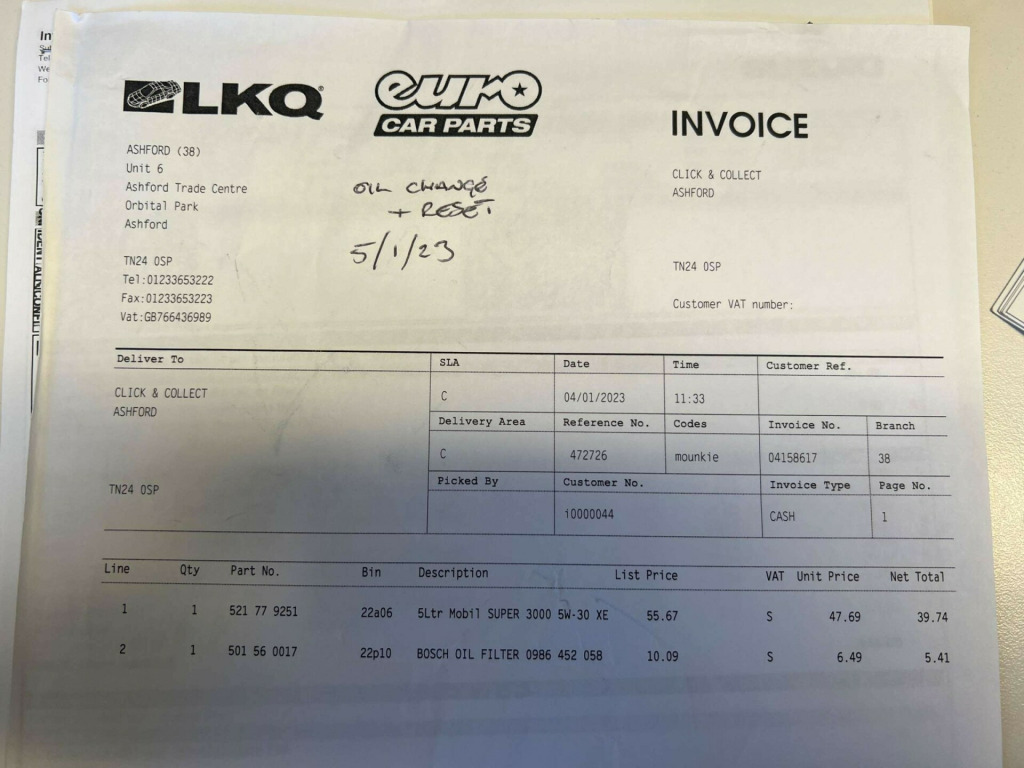 LKQ
euro
CAR PARTS
INVOICE
ASHFORD (38)
Unit 6
Ashford Trade Centre
Orbital Park
Ashford
TN24 0SP
Tel:01233653222
Fax:01233653223
Vat:GB766436989
OIL CHANGE
+ RESET
5/1/23
CLICK & COLLECT
ASHFORD
TN24 0SP
Customer VAT number:
Deliver To
CLICK & COLLECT
ASHFORD
TN24 0SP
SLA Date Time Customer Ref.
C 04/01/2023 11:33
Delivery Area Reference No. Codes Invoice No. Branch
C 472726 mounkie 04158617 38
Picked By Customer No. Invoice Type Page No.
i0000044 CASH 1
Line Qty Part No. Bin Description List Price VAT Unit Price Net Total
1 1 521 77 9251 22a06 5Ltr Mobil SUPER 3000 5W-30 XE 55.67 S 47.69 39.74
2 1 501 56 0017 22p10 BOSCH OIL FILTER 0986 452 058 10.09 S 6.49 5.41